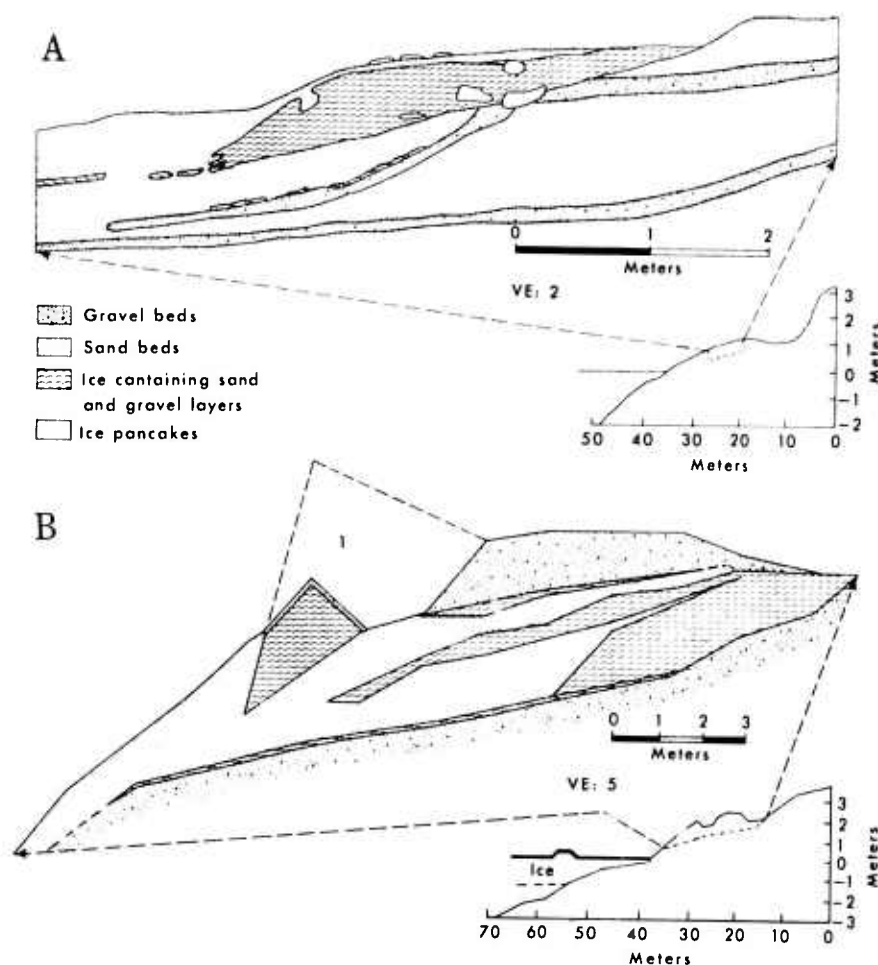 A
0 1 2
Meters
VE: 2
Gravel beds
Sand beds
Ice containing sand
and gravel layers
Ice pancakes
3
2
1
0
-1
-2
Meters
50 40 30 20 10 0
Meters
B
1
0 1 2 3
Meters
VE: 5
Ice
3
2
1
0
-1
-2
-3
Meters
70 60 50 40 30 20 10 0
Meters